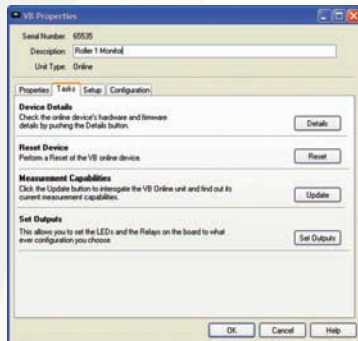 VB Properties
Serial Number: 65535
Description: Roller 1 Monitor
Unit Type: Online
Properties Tasks Setup Configuration
Device Details
Check the online device's hardware and firmware
details by pushing the Details button.
Details
Reset Device
Perform a Reset of the VB online device.
Reset
Measurement Capabilities
Click the Update button to interogate the VB Online unit and find out its
current measurement capabilities.
Update
Set Outputs
This allows you to set the LEDs and the Relays on the board to what
ever configuration you choose
Set Outputs
OK Cancel Help